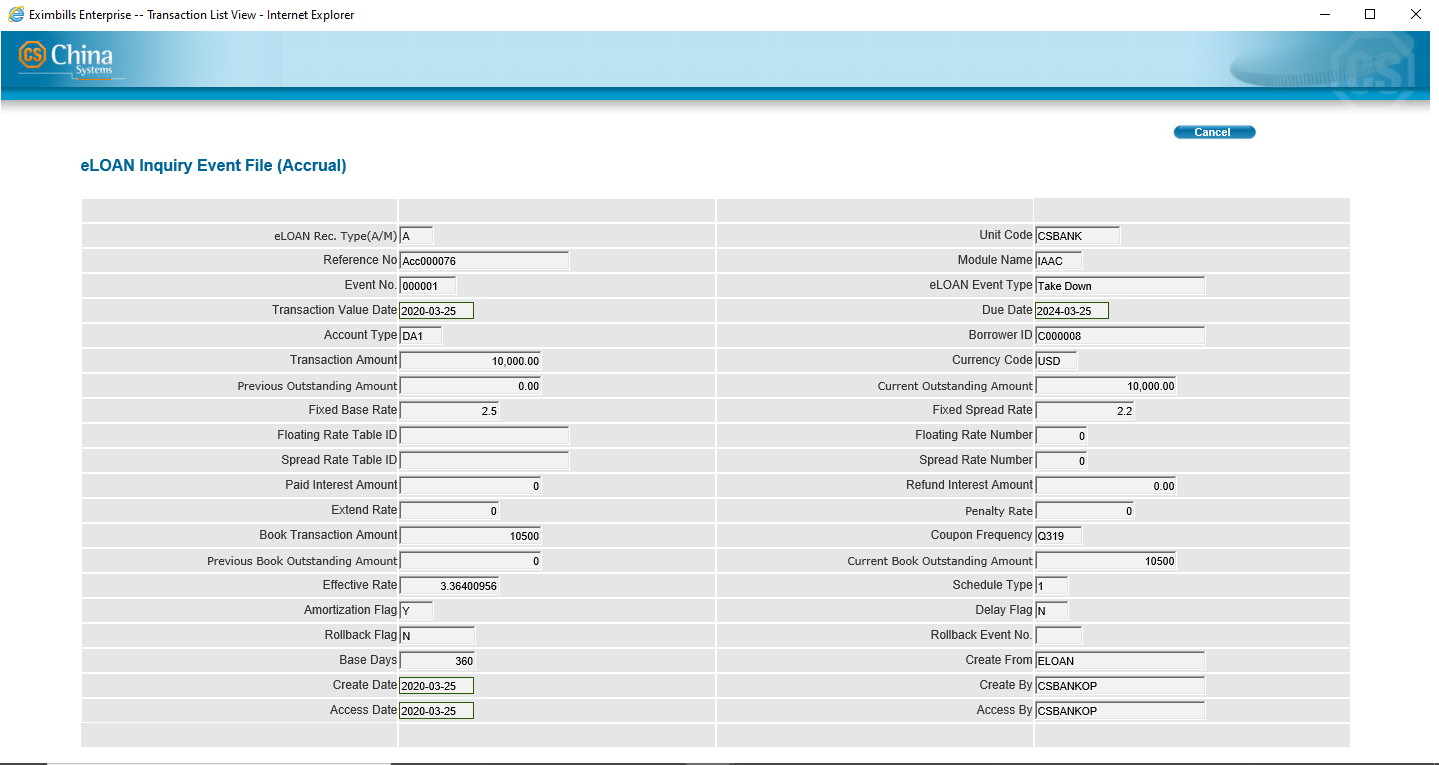 Eximbills Enterprise -- Transaction List View - Internet Explorer
CS China
Systems
Cancel
eLOAN Inquiry Event File (Accrual)
eLOAN Rec. Type(A/M) A Unit Code CSBANK
Reference No Acc000076 Module Name IAAC
Event No. 000001 eLOAN Event Type Take Down
Transaction Value Date 2020-03-25 Due Date 2024-03-25
Account Type DA1 Borrower ID C000008
Transaction Amount 10,000.00 Currency Code USD
Previous Outstanding Amount 0.00 Current Outstanding Amount 10,000.00
Fixed Base Rate 2.5 Fixed Spread Rate 2.2
Floating Rate Table ID Floating Rate Number 0
Spread Rate Table ID Spread Rate Number 0
Paid Interest Amount 0 Refund Interest Amount 0.00
Extend Rate 0 Penalty Rate 0
Book Transaction Amount 10500 Coupon Frequency Q319
Previous Book Outstanding Amount 0 Current Book Outstanding Amount 10500
Effective Rate 3.36400956 Schedule Type 1
Amortization Flag Y Delay Flag N
Rollback Flag N Rollback Event No.
Base Days 360 Create From ELOAN
Create Date 2020-03-25 Create By CSBANKOP
Access Date 2020-03-25 Access By CSBANKOP